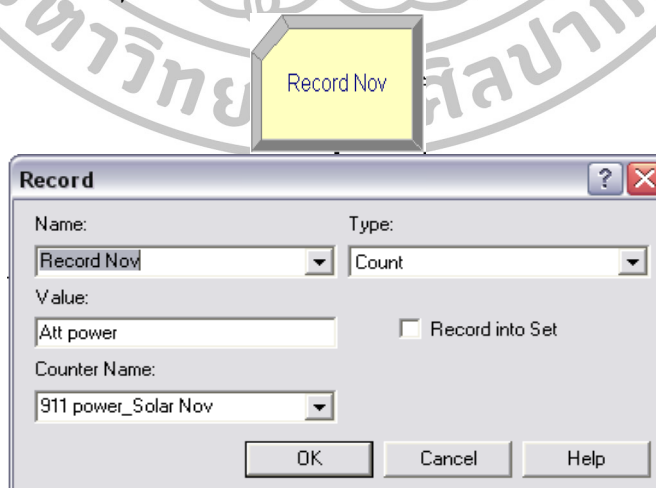 Record Nov
Record
Name:
Type:
Record Nov
Count
Value:
Att power
Record into Set
Counter Name:
911 power_Solar Nov
OK
Cancel
Help